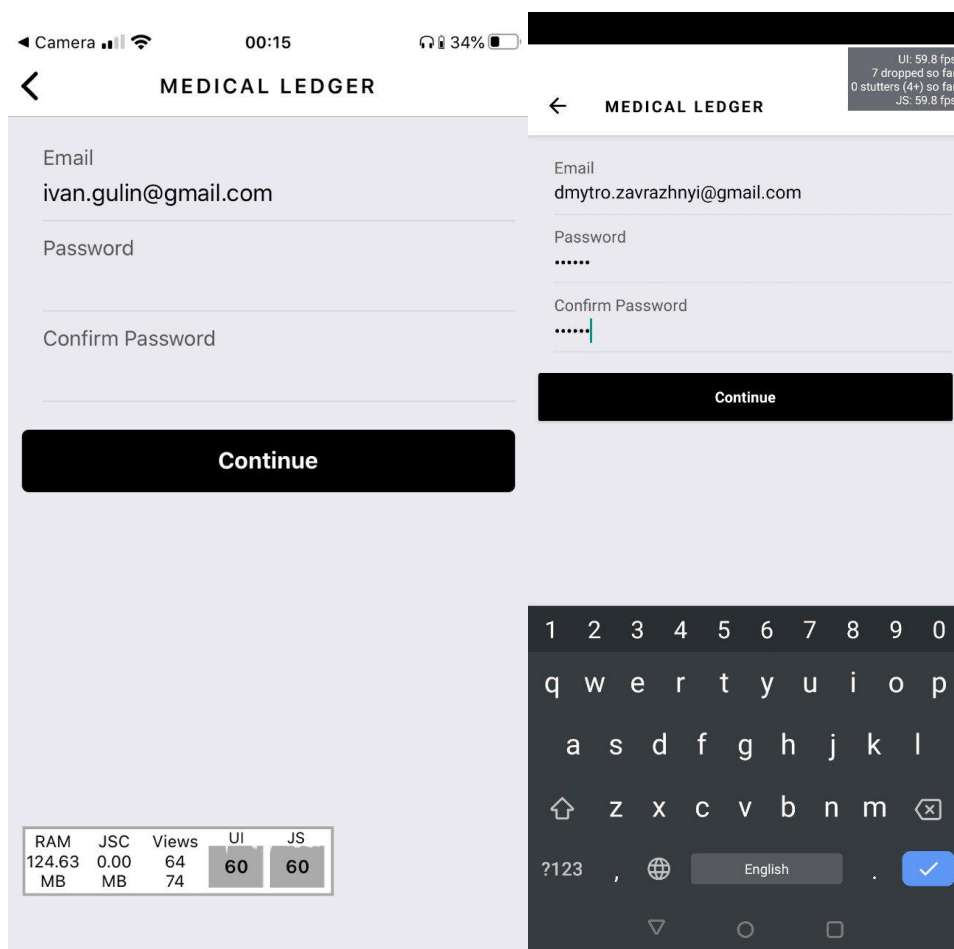 ◀ Camera
00:15
34%
MEDICAL LEDGER
Email
ivan.gulin@gmail.com
Password
Confirm Password
Continue
RAM JSC Views UI JS
124.63 0.00 64 60 60
MB MB 74
UI: 59.8 fps
7 dropped so far
0 stutters (4+) so far
JS: 59.8 fps
MEDICAL LEDGER
Email
dmytro.zavrazhnyi@gmail.com
Password
••••••
Confirm Password
••••••
Continue
1 2 3 4 5 6 7 8 9 0
q w e r t y u i o p
a s d f g h j k l
z x c v b n m
?123 , English .